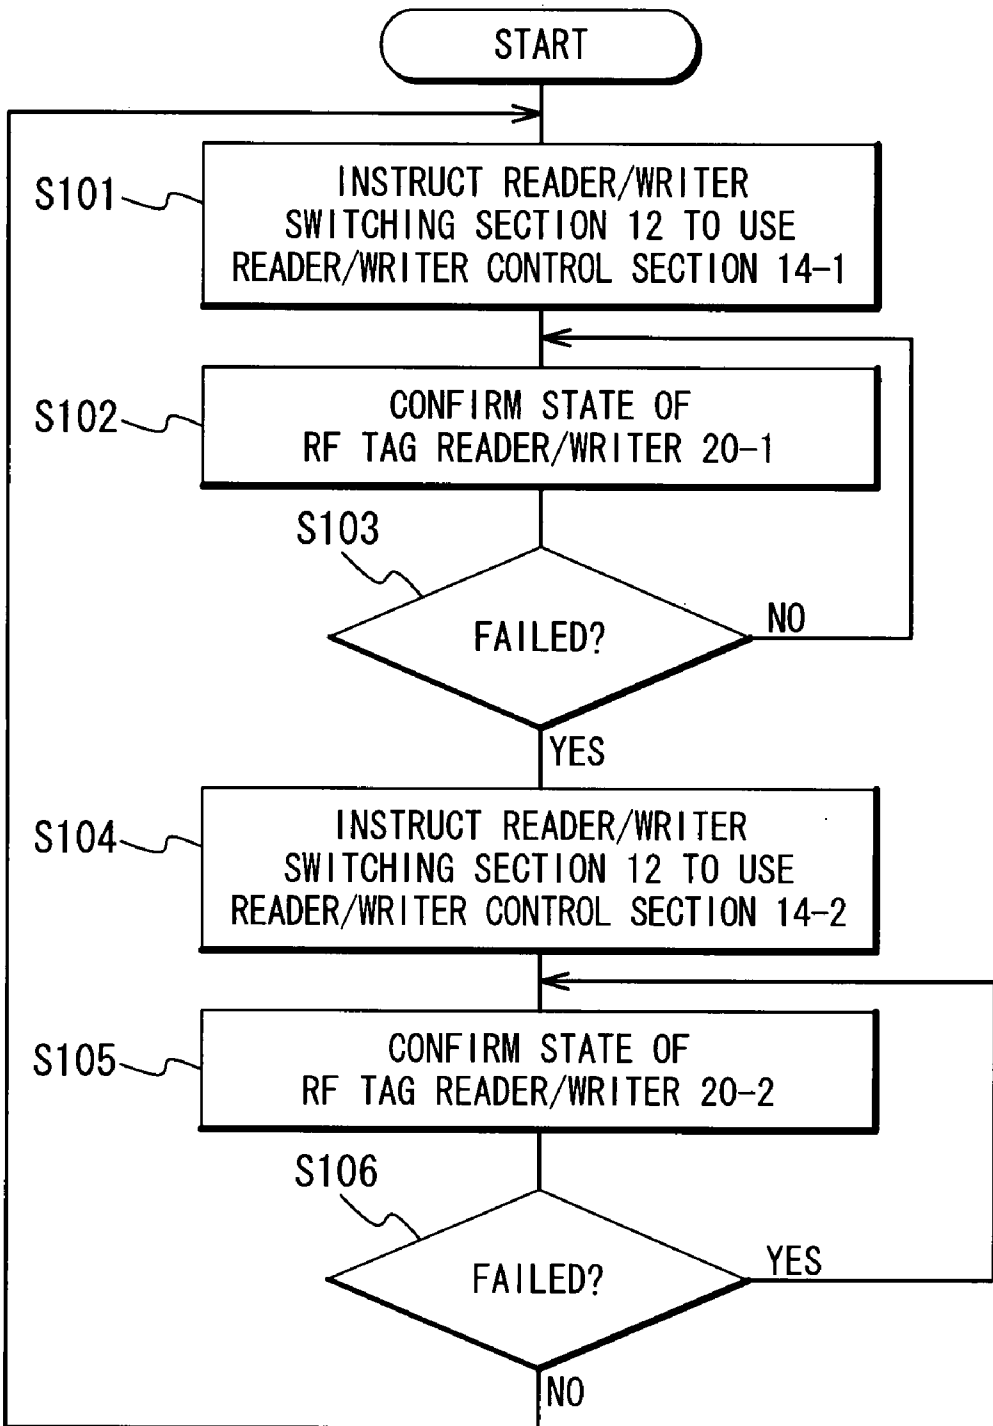 START
S101
INSTRUCT READER/WRITER
SWITCHING SECTION 12 TO USE
READER/WRITER CONTROL SECTION 14-1
S102
CONFIRM STATE OF
RF TAG READER/WRITER 20-1
S103
FAILED?
NO
YES
S104
INSTRUCT READER/WRITER
SWITCHING SECTION 12 TO USE
READER/WRITER CONTROL SECTION 14-2
S105
CONFIRM STATE OF
RF TAG READER/WRITER 20-2
S106
FAILED?
YES
NO